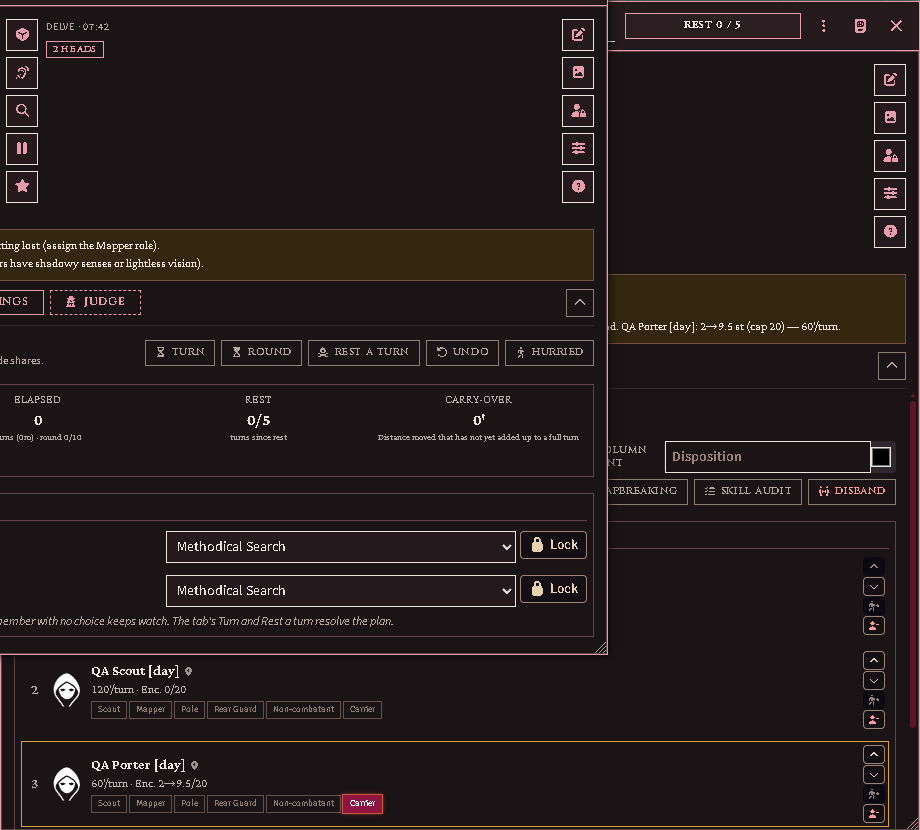 DELVE · 07:42
REST 0 / 5
2 HEADS
tting lost (assign the Mapper role).
rs have shadowy senses or lightless vision).
d. QA Porter [day]: 2→9.5 st (cap 20) — 60'/turn.
NGS
JUDGE
de shares.
TURN
ROUND
REST A TURN
UNDO
HURRIED
ELAPSED
REST
CARRY-OVER
0
0/5
0'
urns (0m) · round 0/10
turns since rest
Distance moved that has not yet added up to a full turn
OLUMN
NT
Disposition
APBREAKING
SKILL AUDIT
DISBAND
Methodical Search
Lock
Methodical Search
Lock
member with no choice keeps watch. The tab's Turn and Rest a turn resolve the plan.
2
QA Scout [day]
120'/turn · Enc. 0/20
Scout
Mapper
Pole
Rear Guard
Non-combatant
Carrier
3
QA Porter [day]
60'/turn · Enc. 2→9.5/20
Scout
Mapper
Pole
Rear Guard
Non-combatant
Carrier